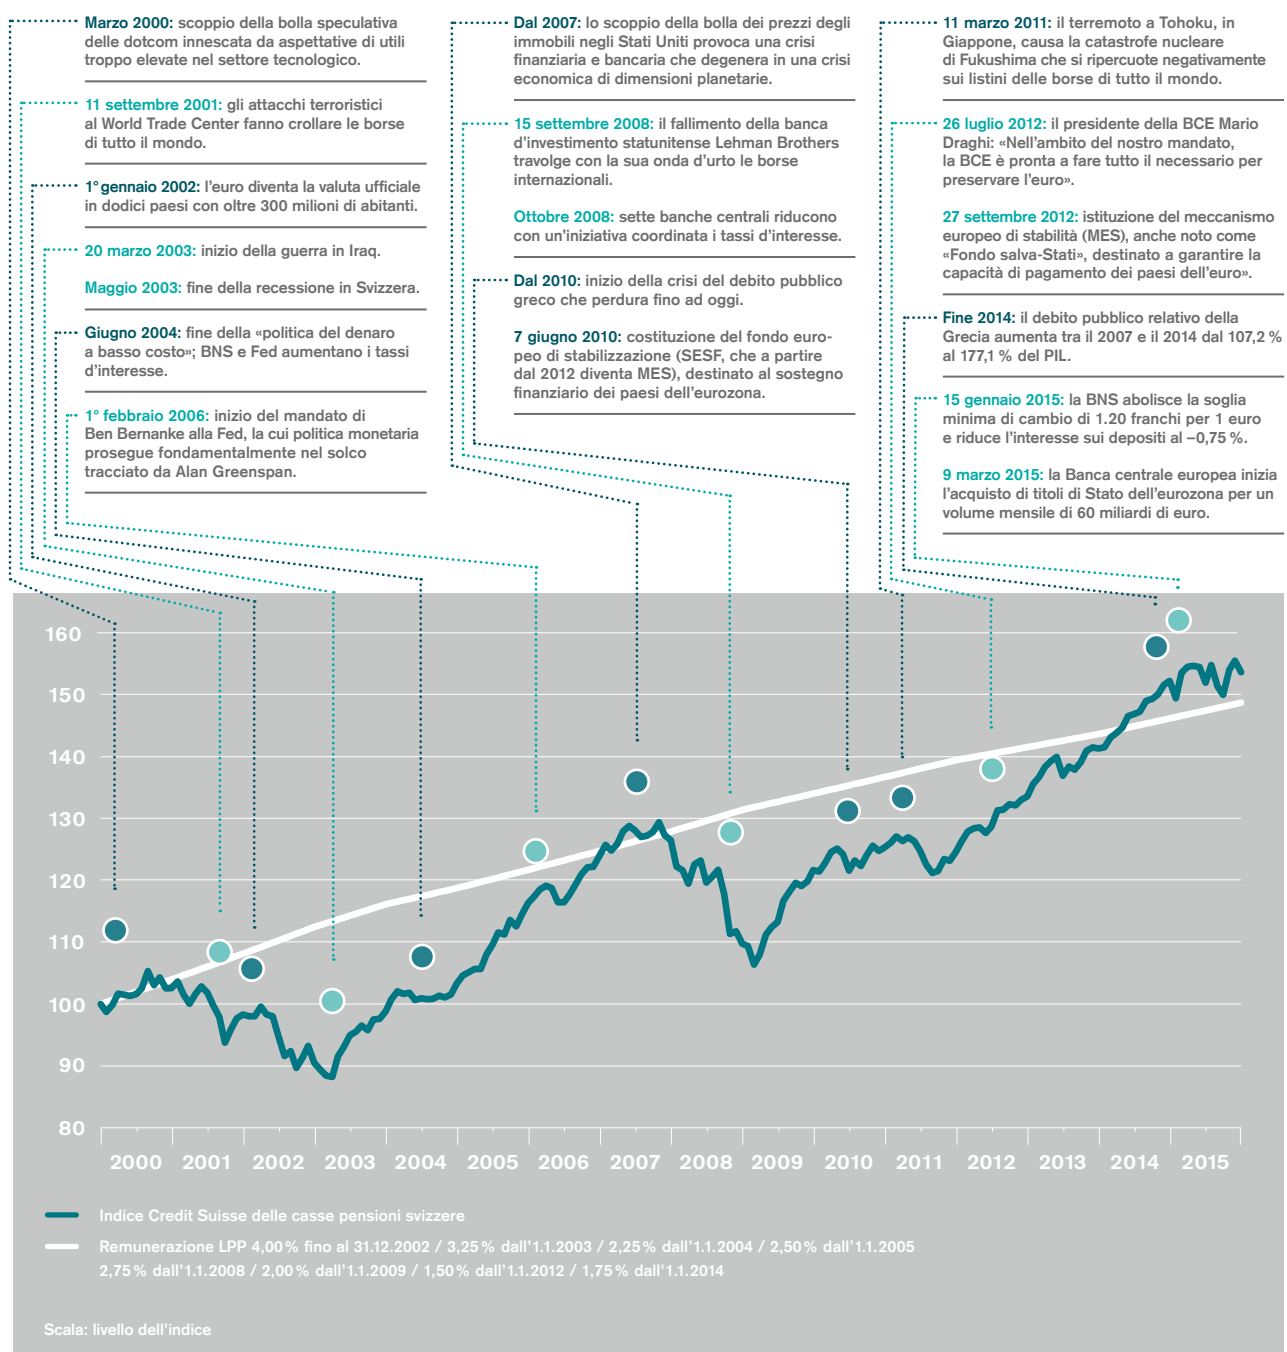 Marzo 2000: scoppio della bolla speculativa
delle dotcom innescata da aspettative di utili
troppo elevate nel settore tecnologico.
11 settembre 2001: gli attacchi terroristici
al World Trade Center fanno crollare le borse
di tutto il mondo.
1° gennaio 2002: l'euro diventa la valuta ufficiale
in dodici paesi con oltre 300 milioni di abitanti.
20 marzo 2003: inizio della guerra in Iraq.
Maggio 2003: fine della recessione in Svizzera.
Giugno 2004: fine della «politica del denaro
a basso costo»; BNS e Fed aumentano i tassi
d'interesse.
1° febbraio 2006: inizio del mandato di
Ben Bernanke alla Fed, la cui politica monetaria
prosegue fondamentalmente nel solco
tracciato da Alan Greenspan.
Dal 2007: lo scoppio della bolla dei prezzi degli
immobili negli Stati Uniti provoca una crisi
finanziaria e bancaria che degenera in una crisi
economica di dimensioni planetarie.
15 settembre 2008: il fallimento della banca
d'investimento statunitense Lehman Brothers
travolge con la sua onda d'urto le borse
internazionali.
Ottobre 2008: sette banche centrali riducono
con un'iniziativa coordinata i tassi d'interesse.
Dal 2010: inizio della crisi del debito pubblico
greco che perdura fino ad oggi.
7 giugno 2010: costituzione del fondo euro-
peo di stabilizzazione (SESF, che a partire
dal 2012 diventa MES), destinato al sostegno
finanziario dei paesi dell'eurozona.
11 marzo 2011: il terremoto a Tohoku, in
Giappone, causa la catastrofe nucleare
di Fukushima che si ripercuote negativamente
sui listini delle borse di tutto il mondo.
26 luglio 2012: il presidente della BCE Mario
Draghi: «Nell'ambito del nostro mandato,
la BCE è pronta a fare tutto il necessario per
preservare l'euro».
27 settembre 2012: istituzione del meccanismo
europeo di stabilità (MES), anche noto come
«Fondo salva-Stati», destinato a garantire la
capacità di pagamento dei paesi dell'euro».
Fine 2014: il debito pubblico relativo della
Grecia aumenta tra il 2007 e il 2014 dal 107,2 %
al 177,1 % del PIL.
15 gennaio 2015: la BNS abolisce la soglia
minima di cambio di 1.20 franchi per 1 euro
e riduce l'interesse sui depositi al –0,75 %.
9 marzo 2015: la Banca centrale europea inizia
l'acquisto di titoli di Stato dell'eurozona per un
volume mensile di 60 miliardi di euro.
160
150
140
130
120
110
100
90
80
2000 2001 2002 2003 2004 2005 2006 2007 2008 2009 2010 2011 2012 2013 2014 2015
Indice Credit Suisse delle casse pensioni svizzere
Remunerazione LPP 4,00 % fino al 31.12.2002 / 3,25 % dall'1.1.2003 / 2,25 % dall'1.1.2004 / 2,50 % dall'1.1.2005
2,75 % dall'1.1.2008 / 2,00 % dall'1.1.2009 / 1,50 % dall'1.1.2012 / 1,75 % dall'1.1.2014
Scala: livello dell'indice